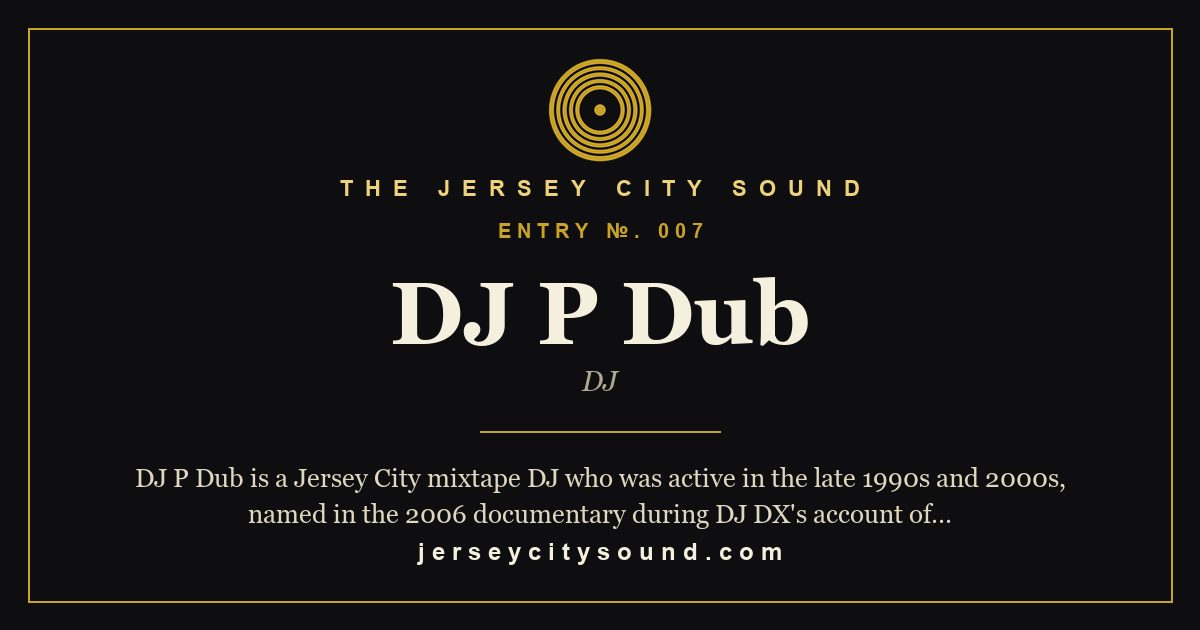 THE JERSEY CITY SOUND
ENTRY №. 007
DJ P Dub
DJ
DJ P Dub is a Jersey City mixtape DJ who was active in the late 1990s and 2000s,
named in the 2006 documentary during DJ DX's account of...
jerseycitysound.com